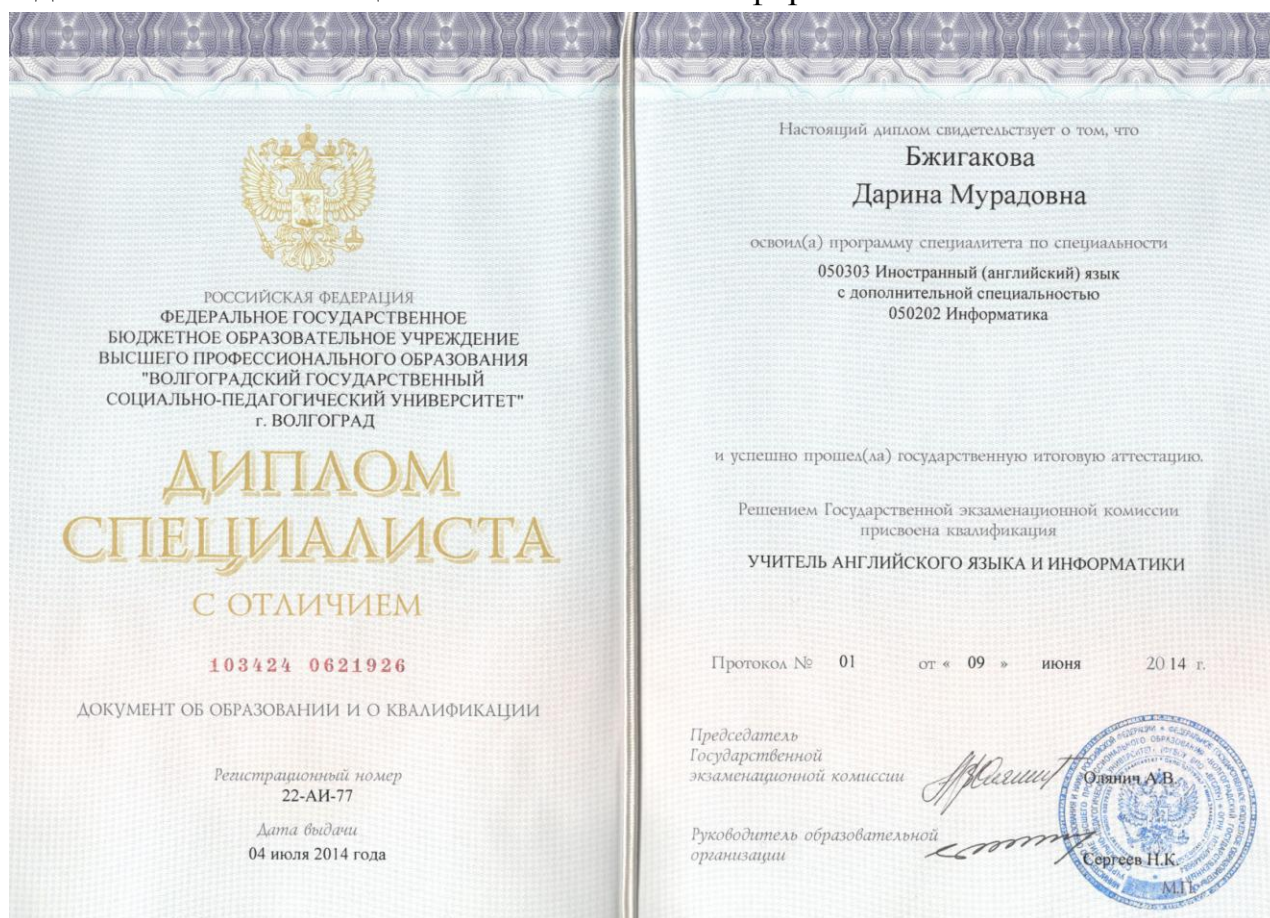 РОССИЙСКАЯ ФЕДЕРАЦИЯ
ФЕДЕРАЛЬНОЕ ГОСУДАРСТВЕННОЕ
БЮДЖЕТНОЕ ОБРАЗОВАТЕЛЬНОЕ УЧРЕЖДЕНИЕ
ВЫСШЕГО ПРОФЕССИОНАЛЬНОГО ОБРАЗОВАНИЯ
"ВОЛГОГРАДСКИЙ ГОСУДАРСТВЕННЫЙ
СОЦИАЛЬНО-ПЕДАГОГИЧЕСКИЙ УНИВЕРСИТЕТ"
г. ВОЛГОГРАД
ДИПЛОМ
СПЕЦИАЛИСТА
С ОТЛИЧИЕМ
103424 0621926
ДОКУМЕНТ ОБ ОБРАЗОВАНИИ И О КВАЛИФИКАЦИИ
Регистрационный номер
22-АИ-77
Дата выдачи
04 июля 2014 года
Настоящий диплом свидетельствует о том, что
Бжигакова
Дарина Мурадовна
освоил(а) программу специалитета по специальности
050303 Иностранный (английский) язык
с дополнительной специальностью
050202 Информатика
и успешно прошел(ла) государственную итоговую аттестацию.
Решением Государственной экзаменационной комиссии
присвоена квалификация
УЧИТЕЛЬ АНГЛИЙСКОГО ЯЗЫКА И ИНФОРМАТИКИ
Протокол № 01 от « 09 » июня 20 14 г.
Председатель
Государственной
экзаменационной комиссии Олянич А.В.
Руководитель образовательной
организации Сергеев Н.К.
М.П.